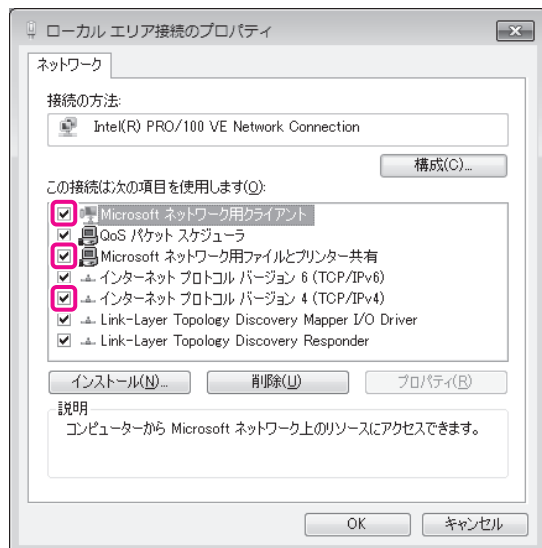 ローカル エリア接続のプロパティ
ネットワーク
接続の方法:
Intel(R) PRO/100 VE Network Connection
構成(C)...
この接続は次の項目を使用します(O):
Microsoft ネットワーク用クライアント
QoS パケット スケジューラ
Microsoft ネットワーク用ファイルとプリンター共有
インターネット プロトコル バージョン 6 (TCP/IPv6)
インターネット プロトコル バージョン 4 (TCP/IPv4)
Link-Layer Topology Discovery Mapper I/O Driver
Link-Layer Topology Discovery Responder
インストール(N)...
削除(U)
プロパティ(R)
説明
コンピューターから Microsoft ネットワーク上のリソースにアクセスできます。
OK
キャンセル